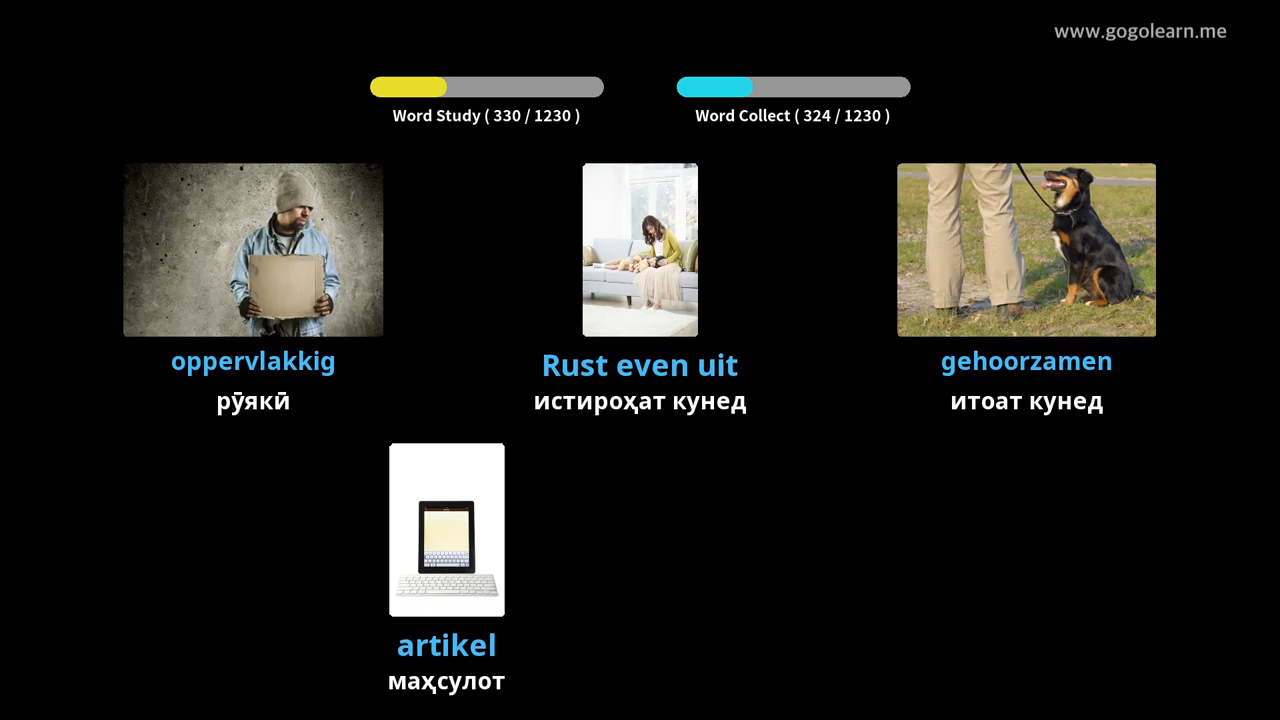 www.gogolearn.me
Word Study ( 330 / 1230 )
Word Collect ( 324 / 1230 )
oppervlakkig
рӯякӣ
Rust even uit
истироҳат кунед
gehoorzamen
итоат кунед
artikel
маҳсулот